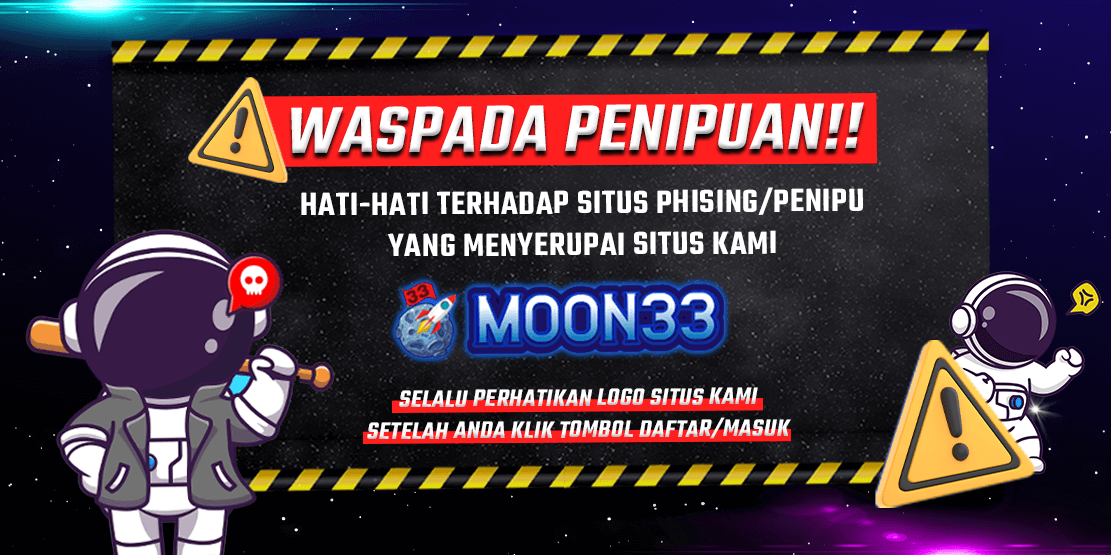 WASPADA PENIPUAN!!
HATI-HATI TERHADAP SITUS PHISING/PENIPU
YANG MENYERUPAI SITUS KAMI
33
MOON33
SELALU PERHATIKAN LOGO SITUS KAMI
SETELAH ANDA KLIK TOMBOL DAFTAR/MASUK